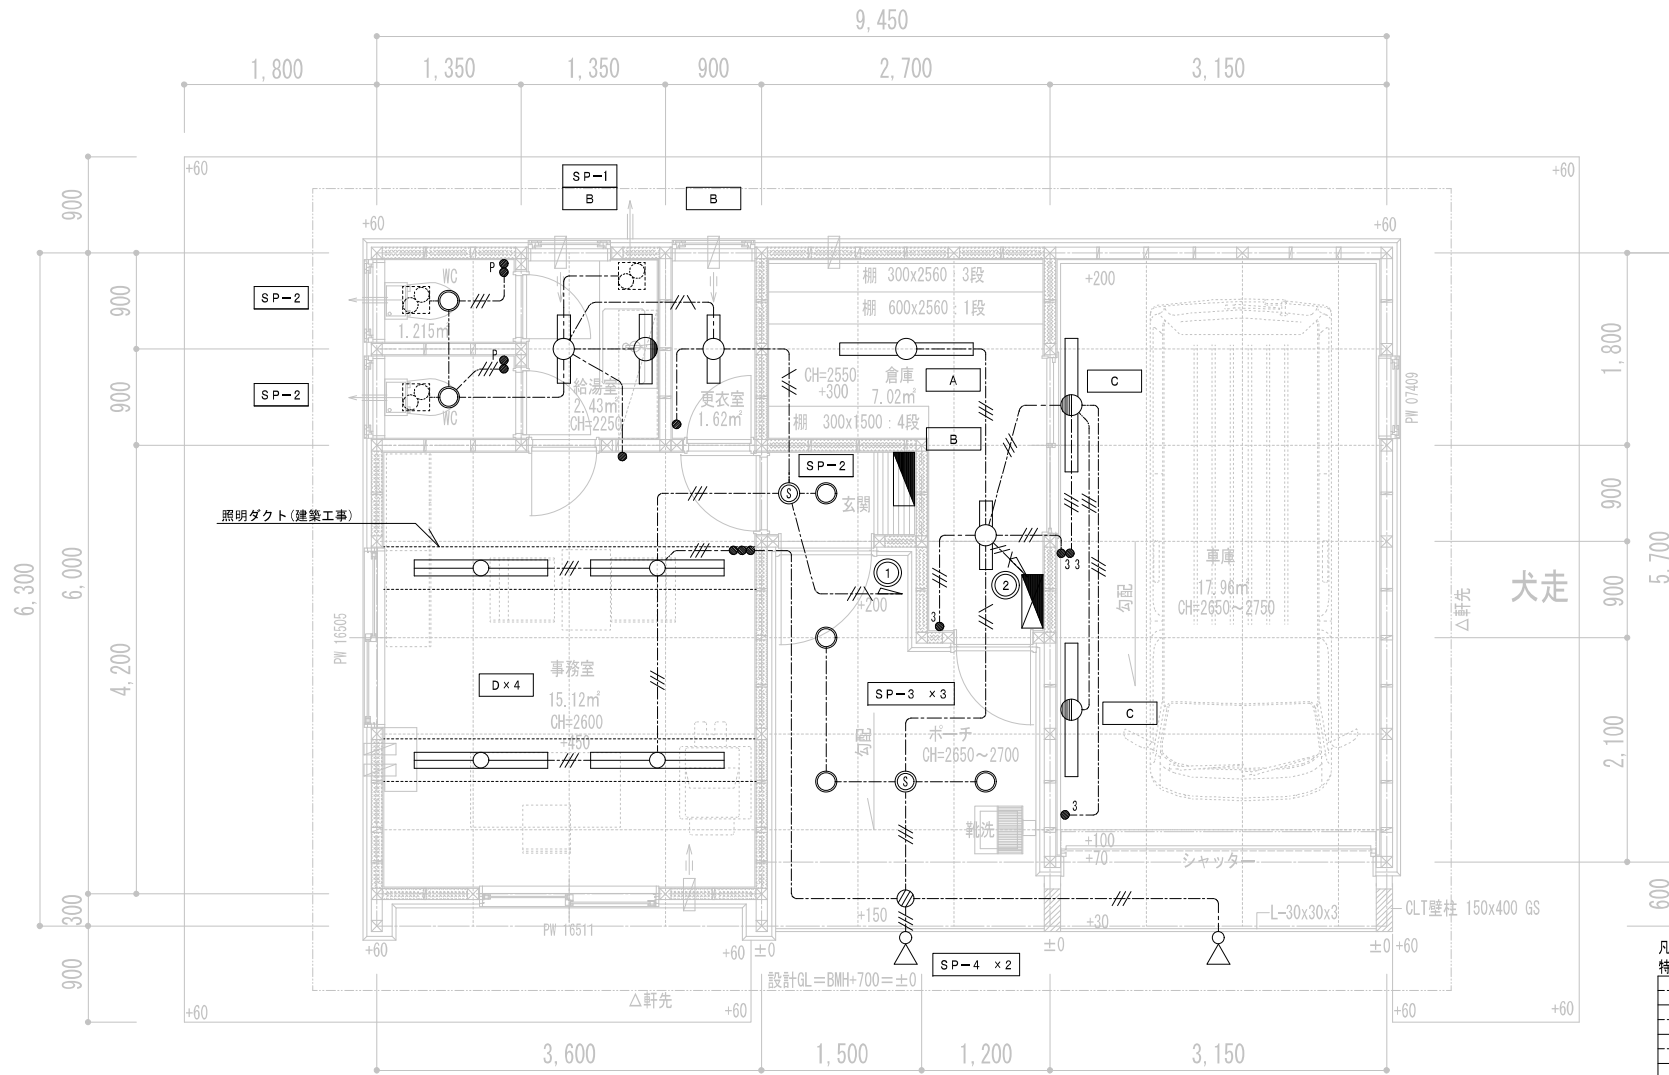 9,450
1,800
1,350
1,350
900
2,700
3,150
+60
+60
SP-1
B
B
900
+60
+60
WC
P
棚 300x2560 : 3段
+200
SP-2
棚 600x2560 : 1段
900
1.215㎡
1,800
P
CH=2550
+300
倉庫
7.02㎡
A
C
SP-2
給湯室
2.43㎡
CH=2250
更衣室
1.62㎡
PW 07409
900
WC
棚 300x1500 : 4段
B
SP-2
S
玄関
900
照明ダクト(建築工事)
3 3
車庫
17.96㎡
CH=2650～2750
犬走
6,300
6,000
5,700
1
2
+200
勾配
900
△軒先
3
PW 16505
4,200
事務室
15.12㎡
CH=2600
+450
D×4
SP-3 ×3
C
勾配
ポーチ
CH=2650～2700
2,100
S
3
靴洗
+100
+70
シャッター
300
600
+150
+30
L-30x30x3
CLT壁柱 150x400 GS
PW 16511
+60
+60
±0
±0
±0
+60
SP-4 ×2
900
設計GL=BMH+700=±0
△軒先
+60
+60
+60
+60
3,600
1,500
1,200
3,150